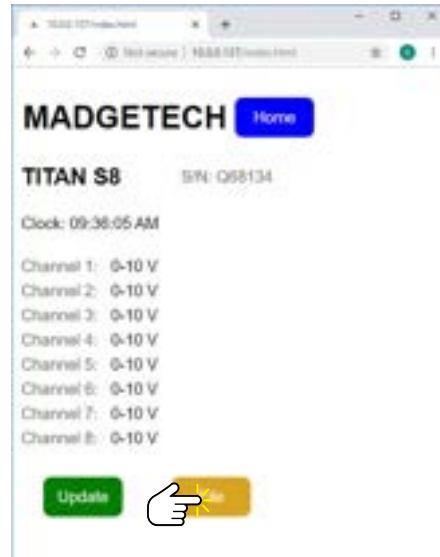 MADGETECH Home
TITAN S8 S/N: Q68134
Clock: 09:36:05 AM
Channel 1: 0-10 V
Channel 2: 0-10 V
Channel 3: 0-10 V
Channel 4: 0-10 V
Channel 5: 0-10 V
Channel 6: 0-10 V
Channel 7: 0-10 V
Channel 8: 0-10 V
Update